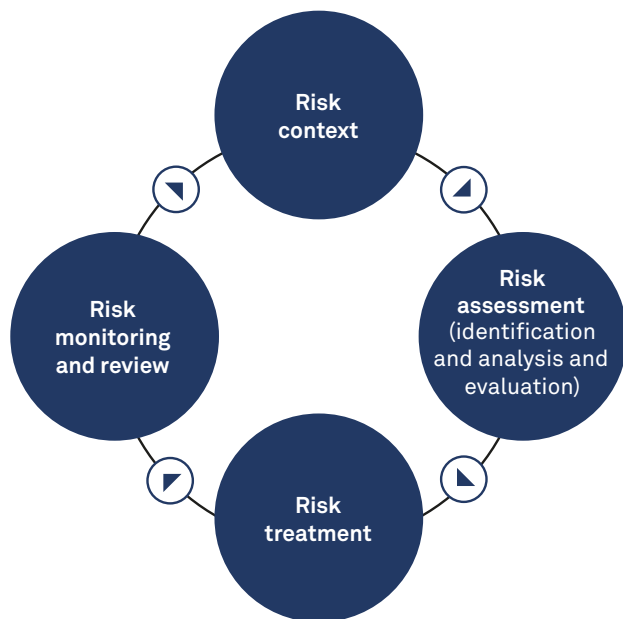 Risk
context
Risk
assessment
(identification
and analysis and
evaluation)
Risk
monitoring
and review
Risk
treatment